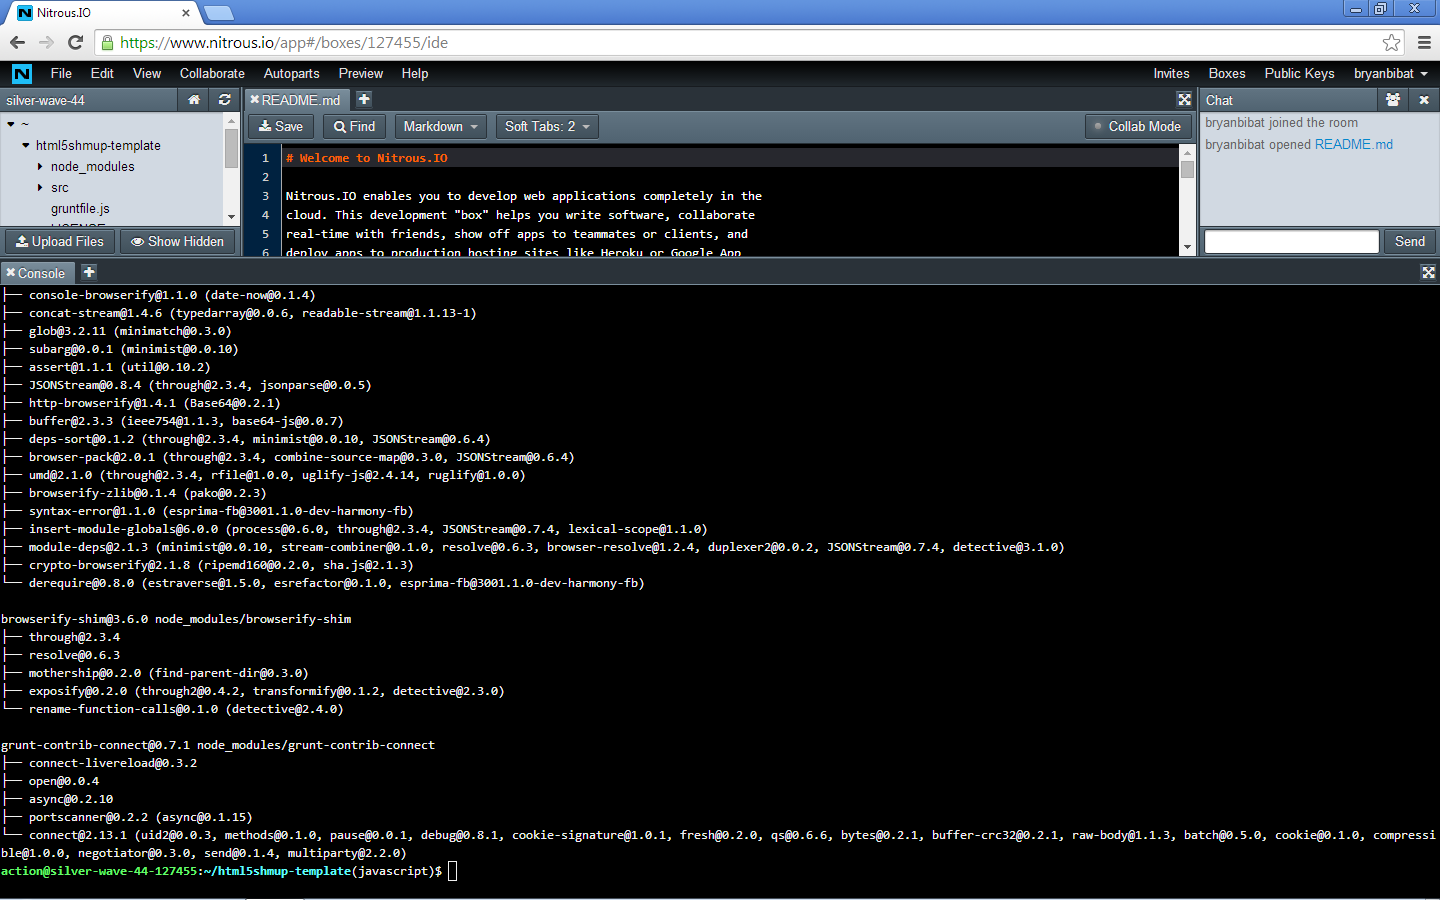 Nitrous.IO
https://www.nitrous.io/app#/boxes/127455/ide
N File Edit View Collaborate Autoparts Preview Help Invites Boxes Public Keys bryanbibat
silver-wave-44
~
html5shmup-template
node_modules
src
gruntfile.js
Upload Files Show Hidden
README.md
Save Find Markdown Soft Tabs: 2 Collab Mode
1 # Welcome to Nitrous.IO
2
3 Nitrous.IO enables you to develop web applications completely in the
4 cloud. This development "box" helps you write software, collaborate
5 real-time with friends, show off apps to teammates or clients, and
6 deploy apps to production hosting sites like Heroku or Google App
Chat
bryanbibat joined the room
bryanbibat opened README.md
Send
Console
├── console-browserify@1.1.0 (date-now@0.1.4)
├── concat-stream@1.4.6 (typedarray@0.0.6, readable-stream@1.1.13-1)
├── glob@3.2.11 (minimatch@0.3.0)
├── subarg@0.0.1 (minimist@0.0.10)
├── assert@1.1.1 (util@0.10.2)
├── JSONStream@0.8.4 (through@2.3.4, jsonparse@0.0.5)
├── http-browserify@1.4.1 (Base64@0.2.1)
├── buffer@2.3.3 (ieee754@1.1.3, base64-js@0.0.7)
├── deps-sort@0.1.2 (through@2.3.4, minimist@0.0.10, JSONStream@0.6.4)
├── browser-pack@2.0.1 (through@2.3.4, combine-source-map@0.3.0, JSONStream@0.6.4)
├── umd@2.1.0 (through@2.3.4, rfile@1.0.0, uglify-js@2.4.14, ruglify@1.0.0)
├── browserify-zlib@0.1.4 (pako@0.2.3)
├── syntax-error@1.1.0 (esprima-fb@3001.1.0-dev-harmony-fb)
├── insert-module-globals@6.0.0 (process@0.6.0, through@2.3.4, JSONStream@0.7.4, lexical-scope@1.1.0)
├── module-deps@2.1.3 (minimist@0.0.10, stream-combiner@0.1.0, resolve@0.6.3, browser-resolve@1.2.4, duplexer2@0.0.2, JSONStream@0.7.4, detective@3.1.0)
├── crypto-browserify@2.1.8 (ripemd160@0.2.0, sha.js@2.1.3)
└── derequire@0.8.0 (estraverse@1.5.0, esrefactor@0.1.0, esprima-fb@3001.1.0-dev-harmony-fb)
browserify-shim@3.6.0 node_modules/browserify-shim
├── through@2.3.4
├── resolve@0.6.3
├── mothership@0.2.0 (find-parent-dir@0.3.0)
├── exposify@0.2.0 (through2@0.4.2, transformify@0.1.2, detective@2.3.0)
└── rename-function-calls@0.1.0 (detective@2.4.0)
grunt-contrib-connect@0.7.1 node_modules/grunt-contrib-connect
├── connect-livereload@0.3.2
├── open@0.0.4
├── async@0.2.10
├── portscanner@0.2.2 (async@0.1.15)
└── connect@2.13.1 (uid2@0.0.3, methods@0.1.0, pause@0.0.1, debug@0.8.1, cookie-signature@1.0.1, fresh@0.2.0, qs@0.6.6, bytes@0.2.1, buffer-crc32@0.2.1, raw-body@1.1.3, batch@0.5.0, cookie@0.1.0, compressi
ble@1.0.0, negotiator@0.3.0, send@0.1.4, multiparty@2.2.0)
action@silver-wave-44-127455:~/html5shmup-template(javascript)$